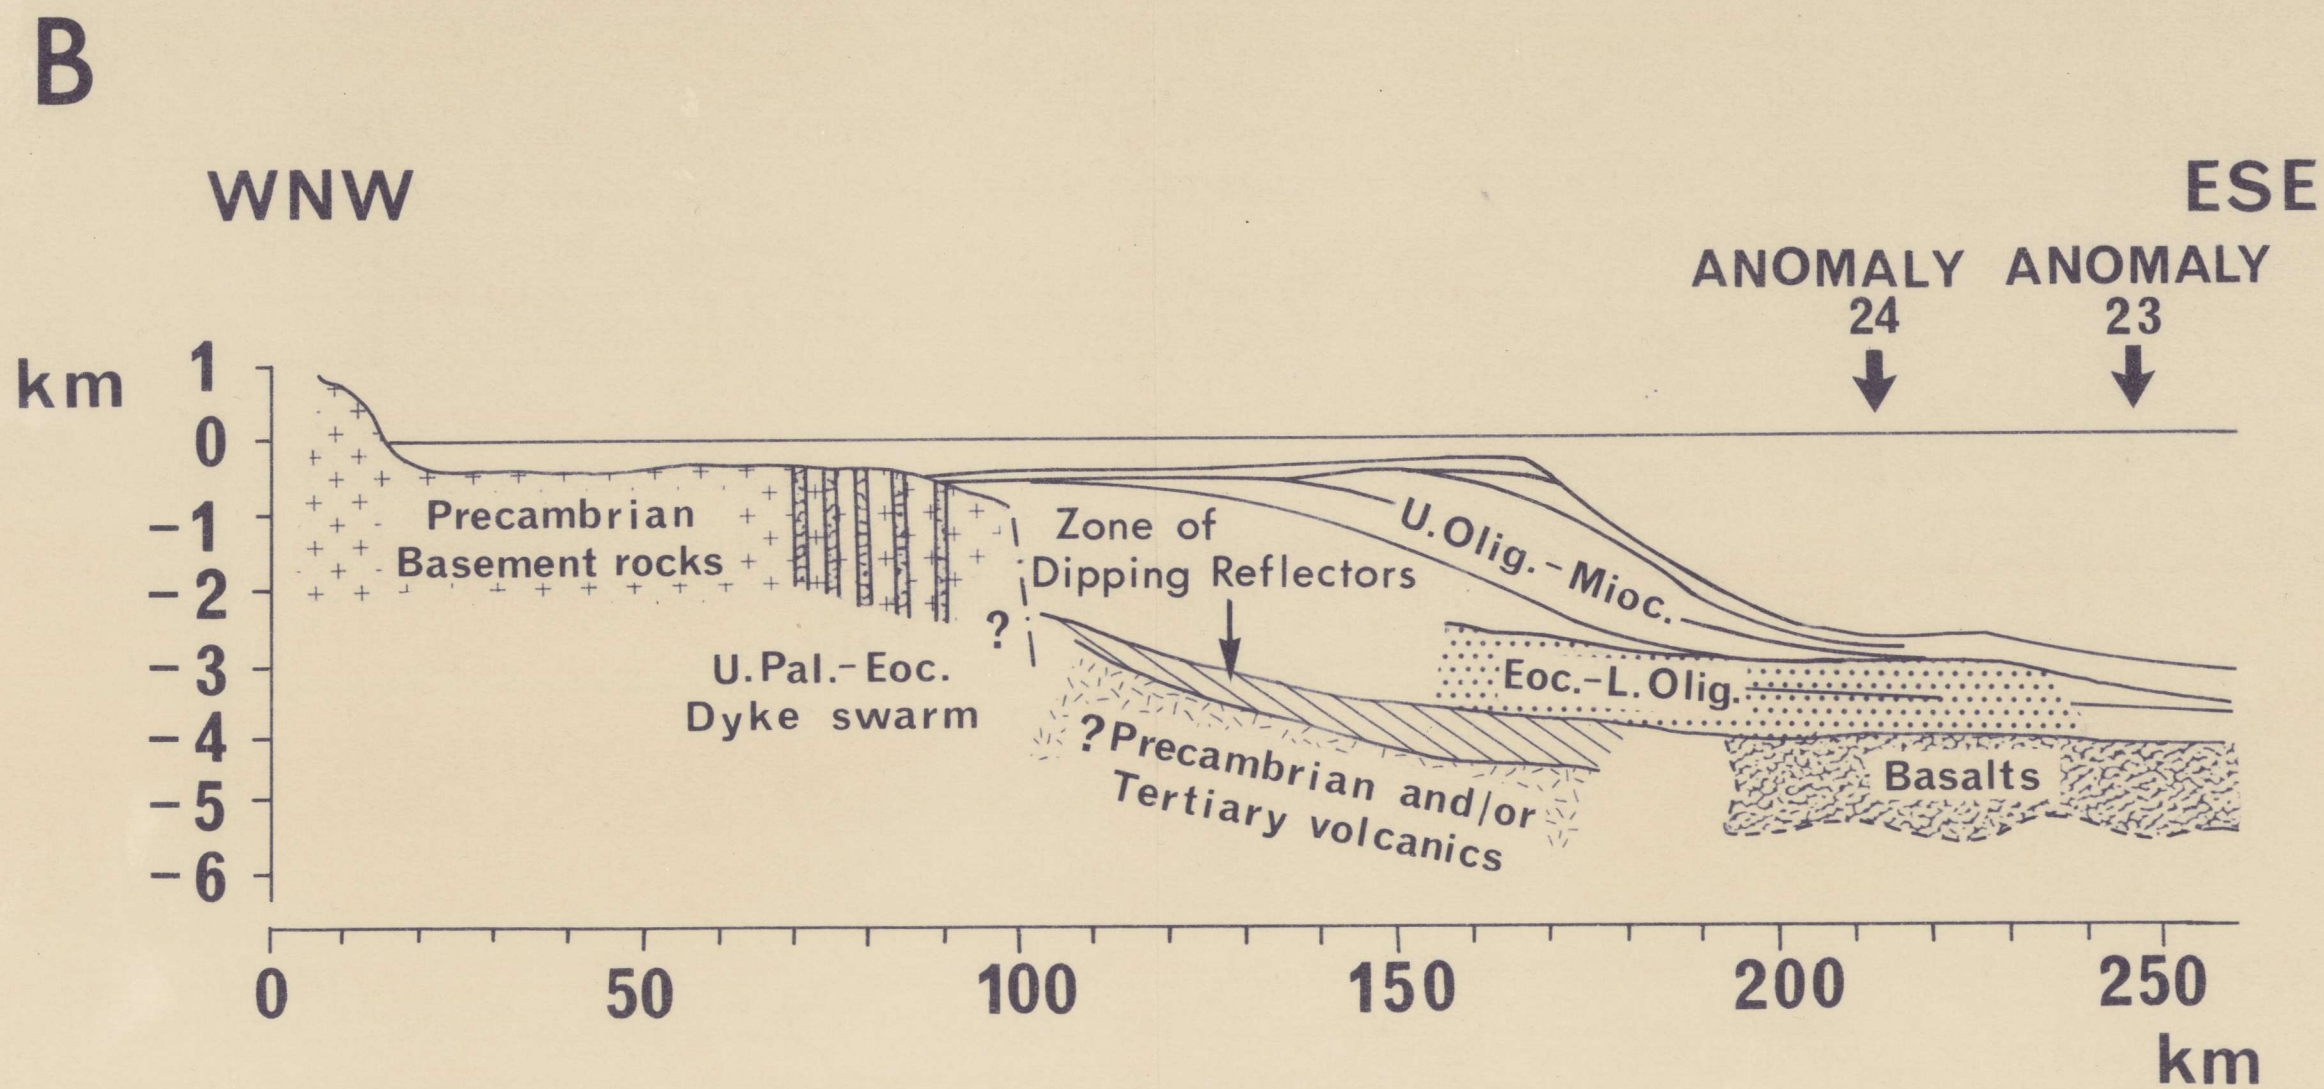 B
WNW
ESE
ANOMALY
24
ANOMALY
23
km
1
0
-1
-2
-3
-4
-5
-6
Precambrian
Basement rocks
U.Pal.-Eoc.
Dyke swarm
?
Zone of
Dipping Reflectors
U.Olig.-Mioc.
Eoc.-L.Olig.
?Precambrian and/or
Tertiary volcanics
Basalts
0
50
100
150
200
250
km